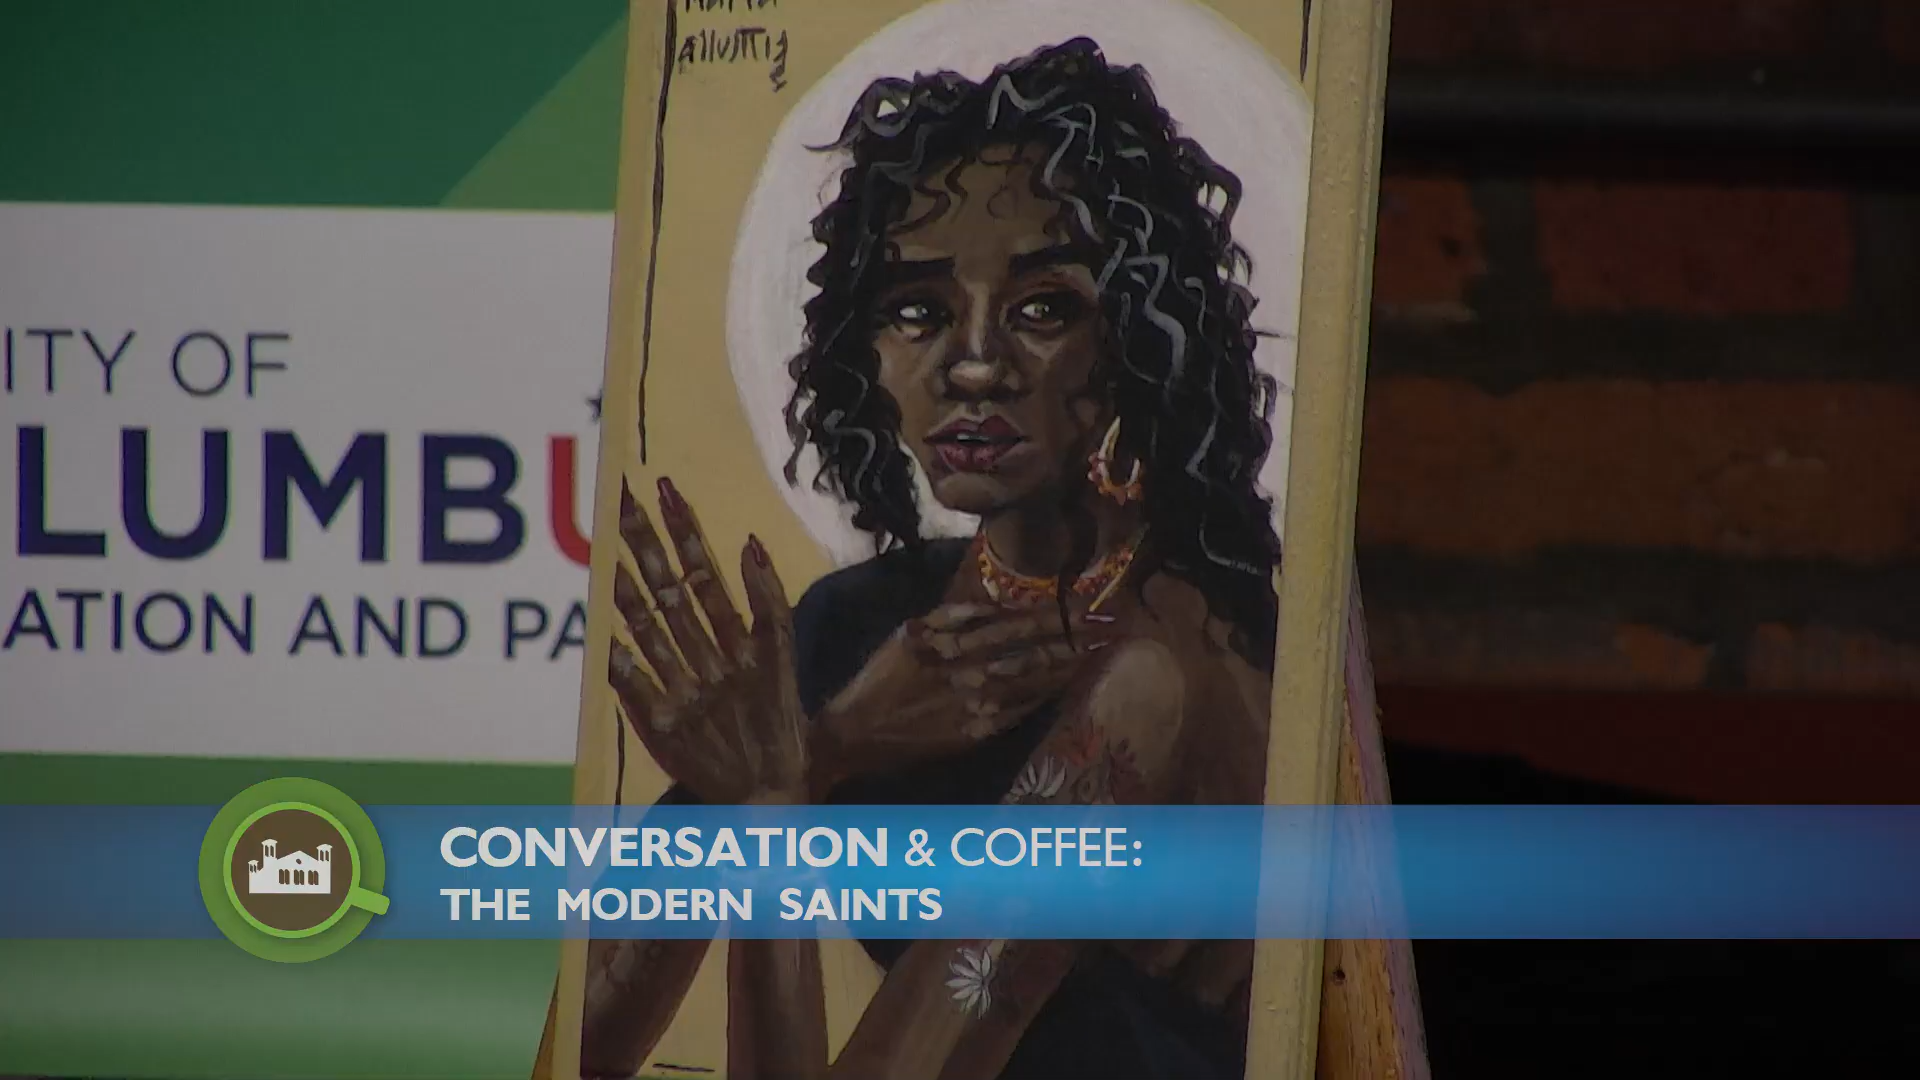 ITY OF
LUMBU
ATION AND PA
CONVERSATION & COFFEE:
THE MODERN SAINTS